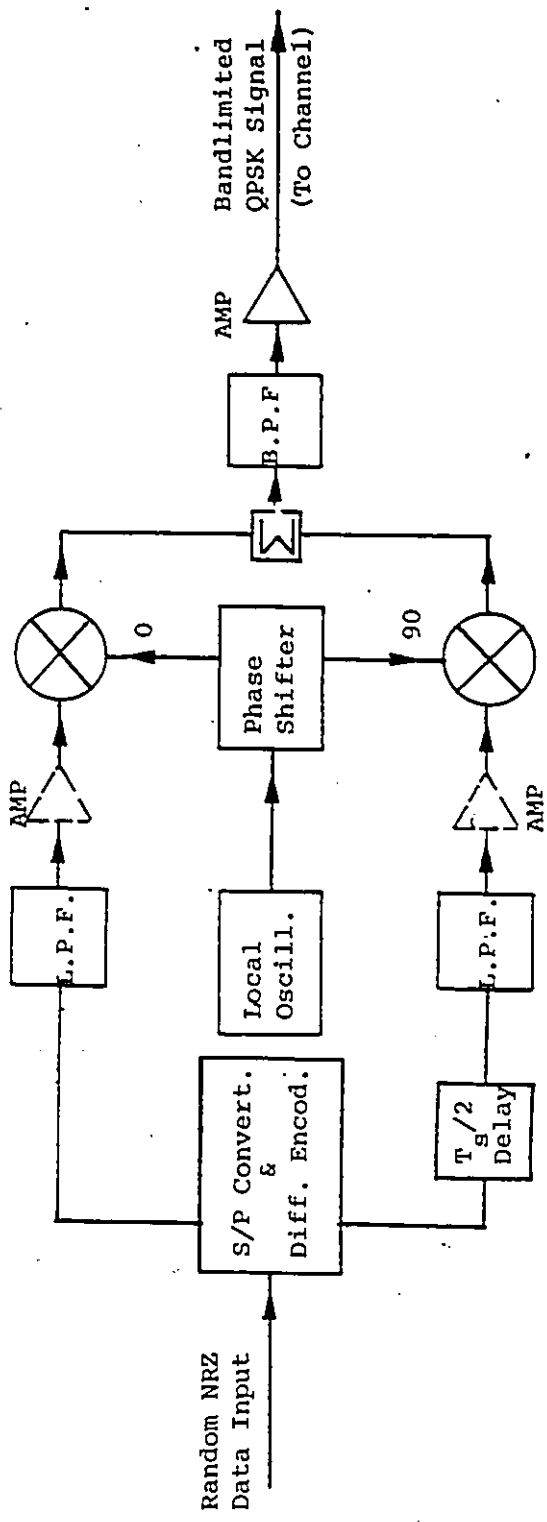 Random NRZ
Data Input
S/P Convert.
&
Diff. Encod.
L.P.F.
AMP
Local
Oscill.
Phase
Shifter
0
90
T_s/2
Delay
L.P.F.
AMP
Σ
B.P.F
AMP
Bandlimited
QPSK Signal
(To Channel)